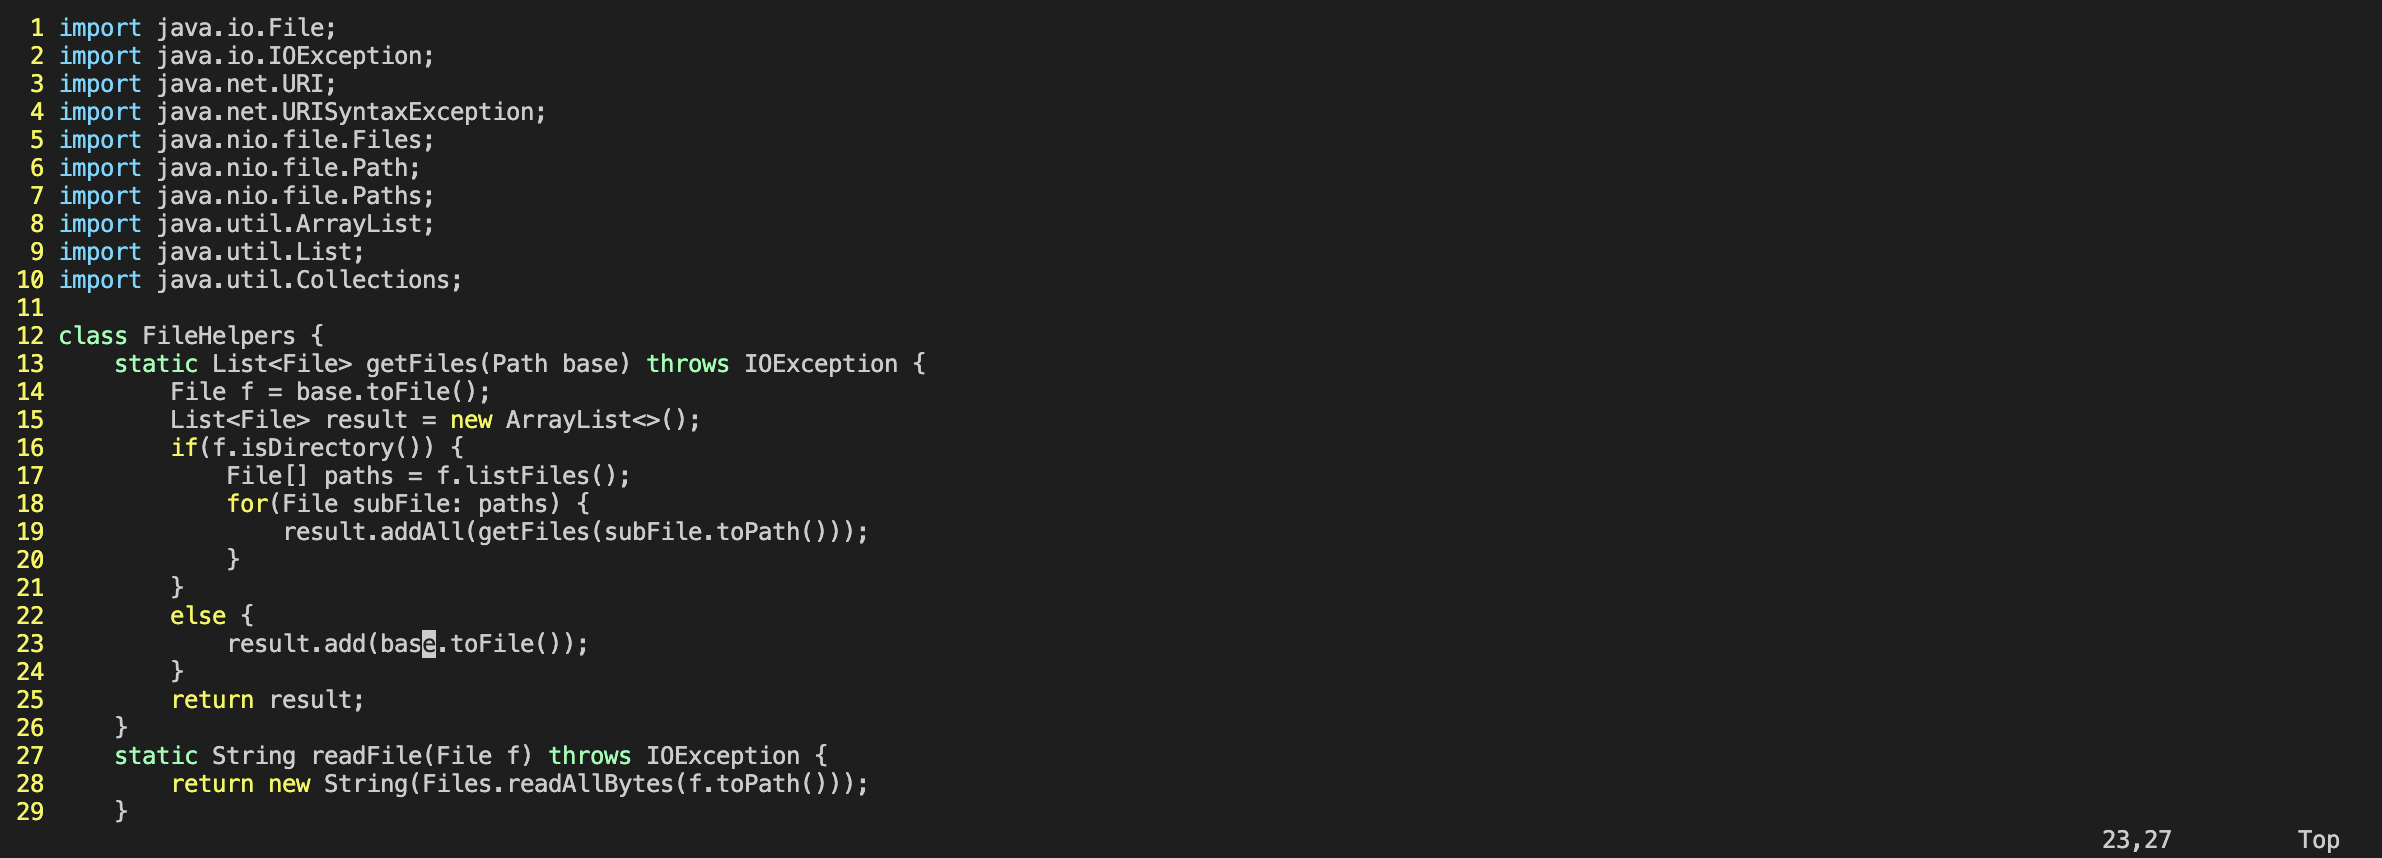 1 import java.io.File;
2 import java.io.IOException;
3 import java.net.URI;
4 import java.net.URISyntaxException;
5 import java.nio.file.Files;
6 import java.nio.file.Path;
7 import java.nio.file.Paths;
8 import java.util.ArrayList;
9 import java.util.List;
10 import java.util.Collections;
11
12 class FileHelpers {
13     static List<File> getFiles(Path base) throws IOException {
14         File f = base.toFile();
15         List<File> result = new ArrayList<>();
16         if(f.isDirectory()) {
17             File[] paths = f.listFiles();
18             for(File subFile: paths) {
19                 result.addAll(getFiles(subFile.toPath()));
20             }
21         }
22         else {
23             result.add(base.toFile());
24         }
25         return result;
26     }
27     static String readFile(File f) throws IOException {
28         return new String(Files.readAllBytes(f.toPath()));
29     }
23,27 Top